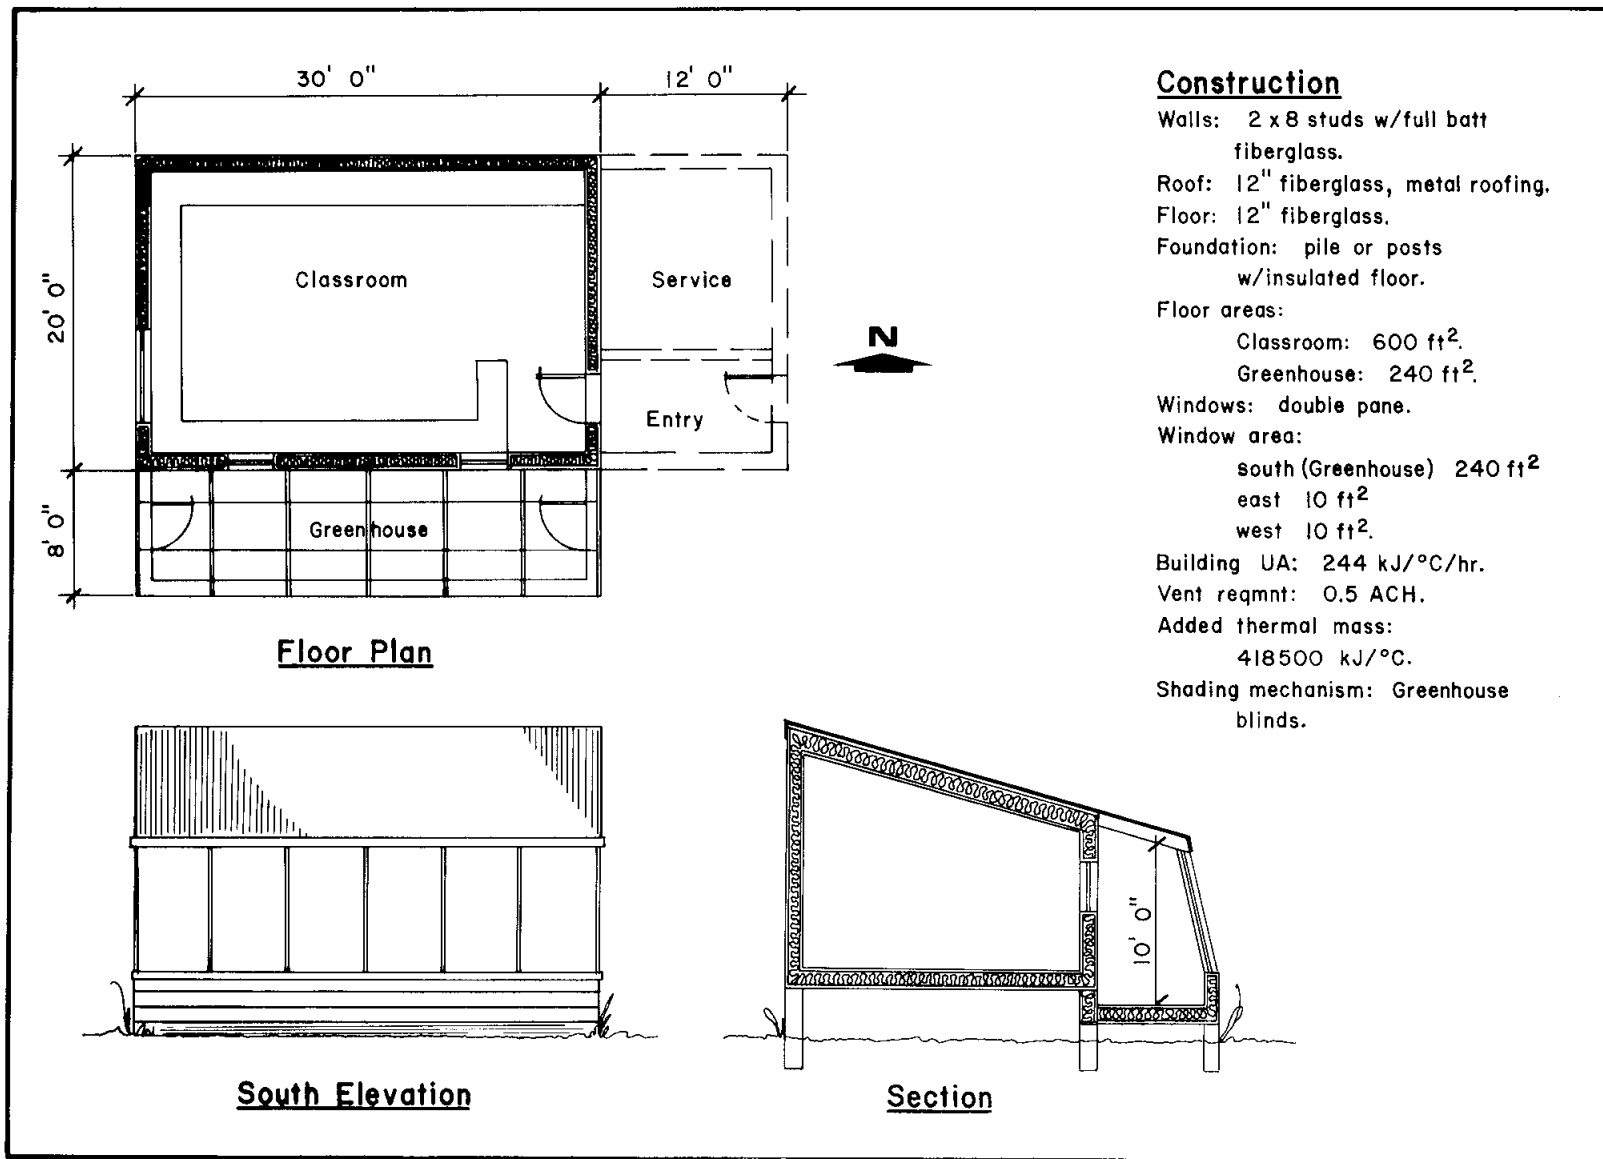 30' 0"
12' 0"
20' 0"
8' 0"
Classroom
Service
Entry
Greenhouse
N
Floor Plan
South Elevation
10' 0"
Section
Construction
Walls: 2 x 8 studs w/full batt
fiberglass.
Roof: 12" fiberglass, metal roofing.
Floor: 12" fiberglass.
Foundation: pile or posts
w/insulated floor.
Floor areas:
Classroom: 600 ft².
Greenhouse: 240 ft².
Windows: double pane.
Window area:
south (Greenhouse) 240 ft²
east 10 ft²
west 10 ft².
Building UA: 244 kJ/°C/hr.
Vent reqmnt: 0.5 ACH.
Added thermal mass:
418500 kJ/°C.
Shading mechanism: Greenhouse
blinds.